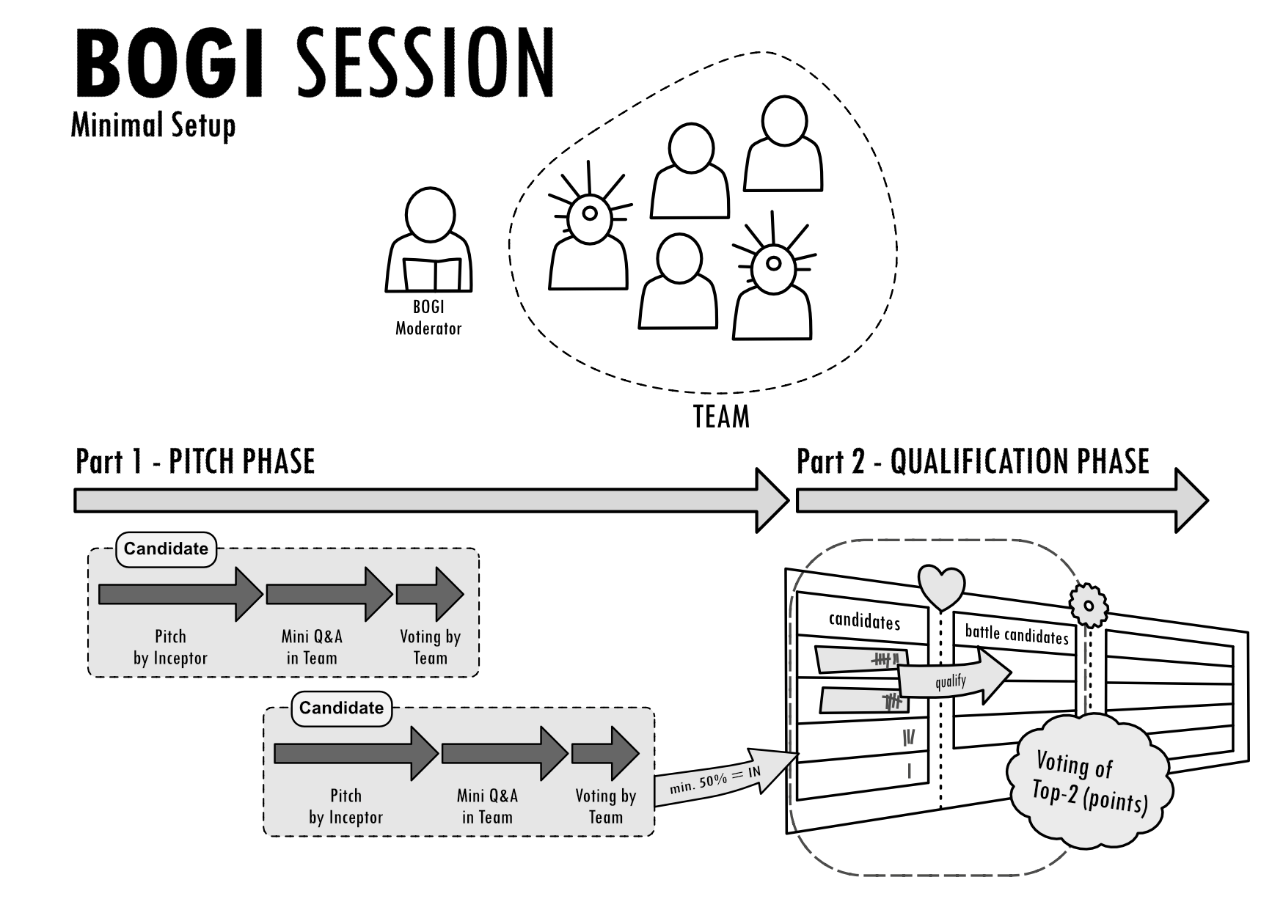 BOGI SESSION
Minimal Setup
BOGI
Moderator
TEAM
Part 1 - PITCH PHASE
Part 2 - QUALIFICATION PHASE
Candidate
Pitch
by Inceptor
Mini Q&A
in Team
Voting by
Team
Candidate
Pitch
by Inceptor
Mini Q&A
in Team
Voting by
Team
min. 50% = IN
candidates
battle candidates
qualify
Voting of
Top-2 (points)